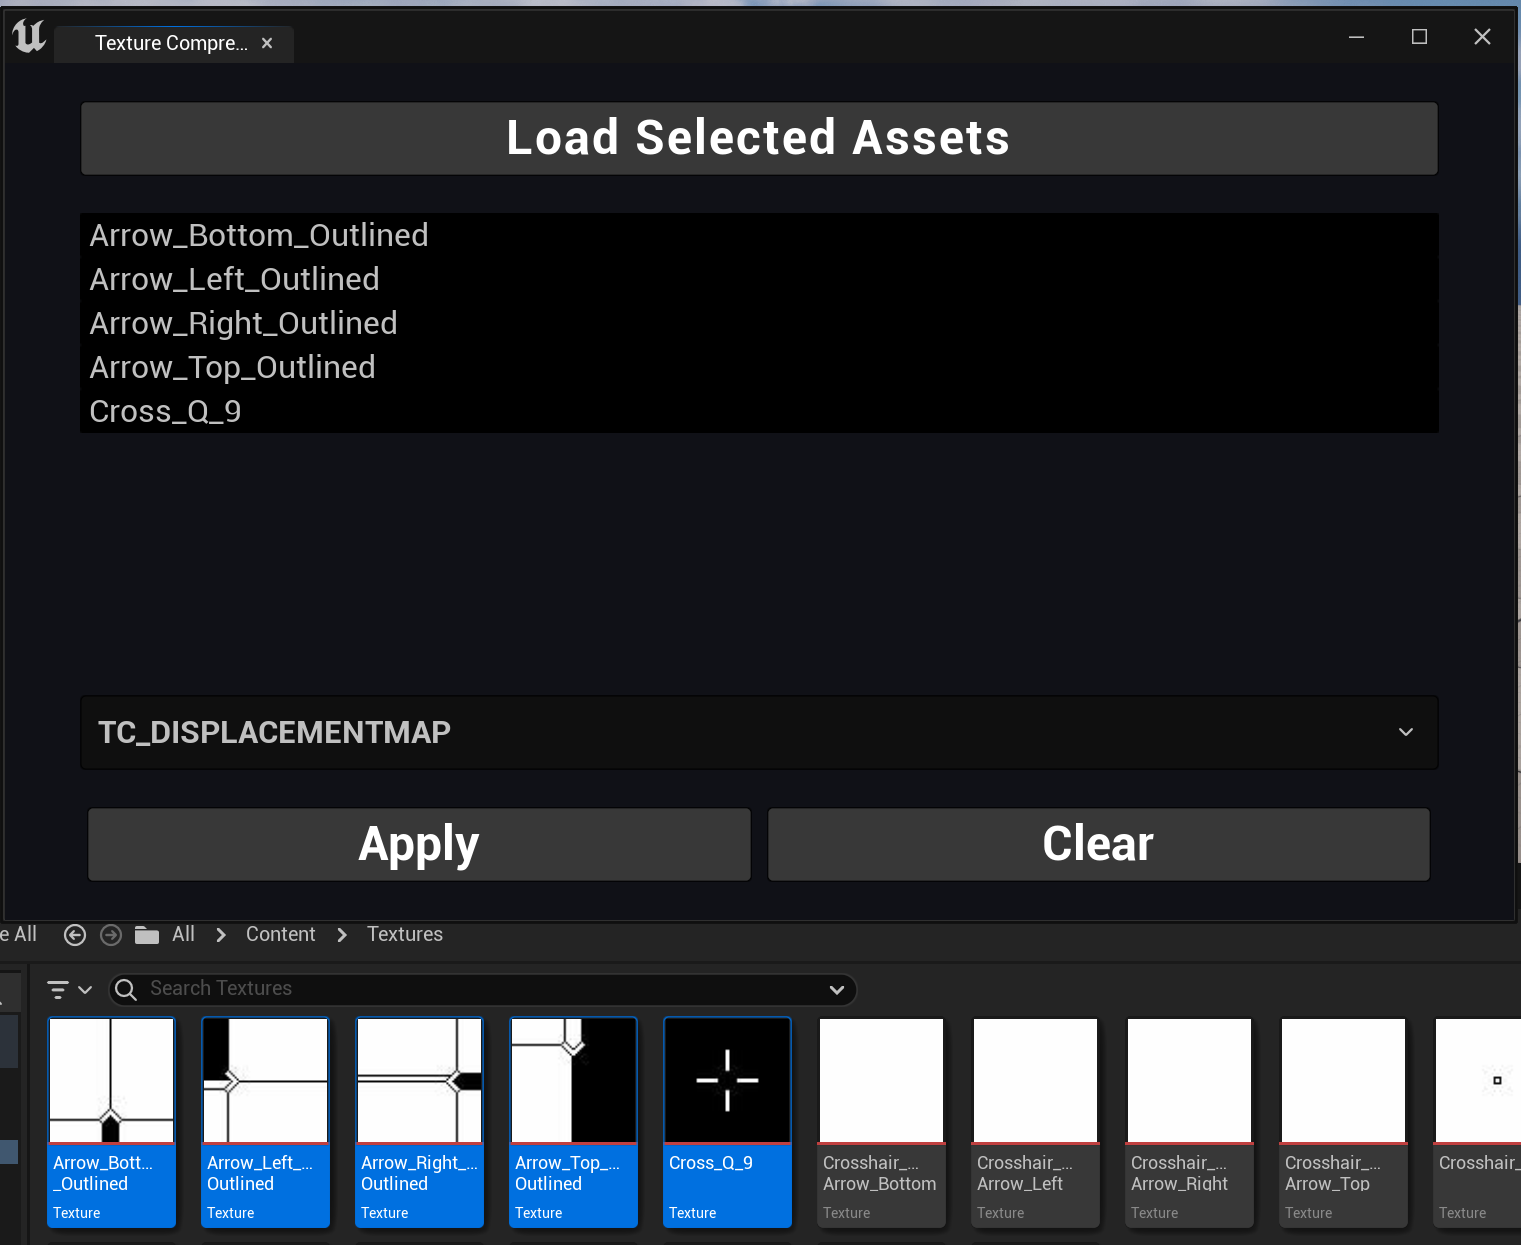 Texture Compre...
Load Selected Assets
Arrow_Bottom_Outlined
Arrow_Left_Outlined
Arrow_Right_Outlined
Arrow_Top_Outlined
Cross_Q_9
TC_DISPLACEMENTMAP
Apply Clear
e All All Content Textures
Search Textures
Arrow_Bott...
_Outlined
Texture
Arrow_Left_...
Outlined
Texture
Arrow_Right_...
Outlined
Texture
Arrow_Top_...
Outlined
Texture
Cross_Q_9
Texture
Crosshair_...
Arrow_Bottom
Texture
Crosshair_...
Arrow_Left
Texture
Crosshair_...
Arrow_Right
Texture
Crosshair_...
Arrow_Top
Texture
Crosshair_
Texture